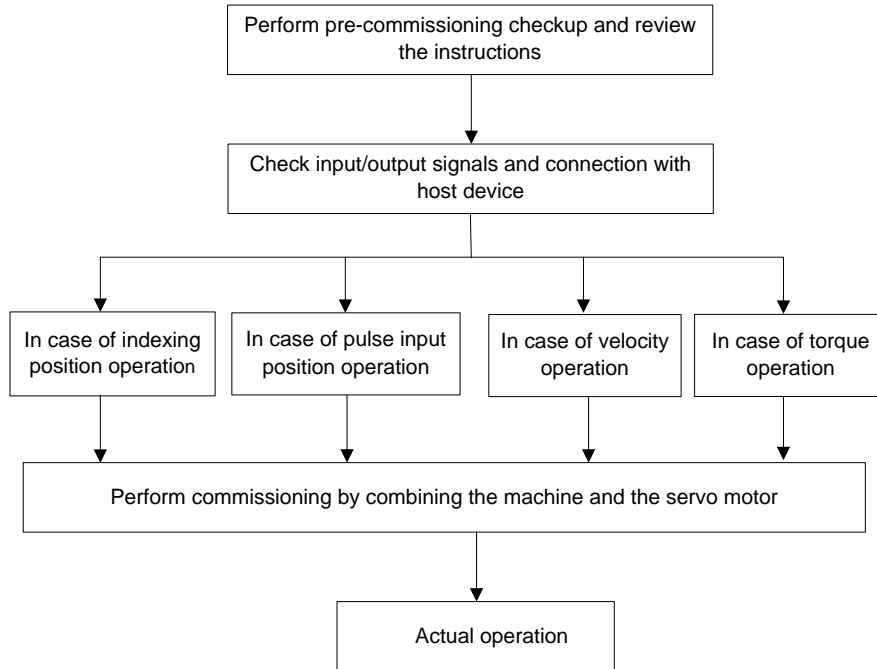 Perform pre-commissioning checkup and review
the instructions
Check input/output signals and connection with
host device
In case of indexing
position operation
In case of pulse input
position operation
In case of velocity
operation
In case of torque
operation
Perform commissioning by combining the machine and the servo motor
Actual operation